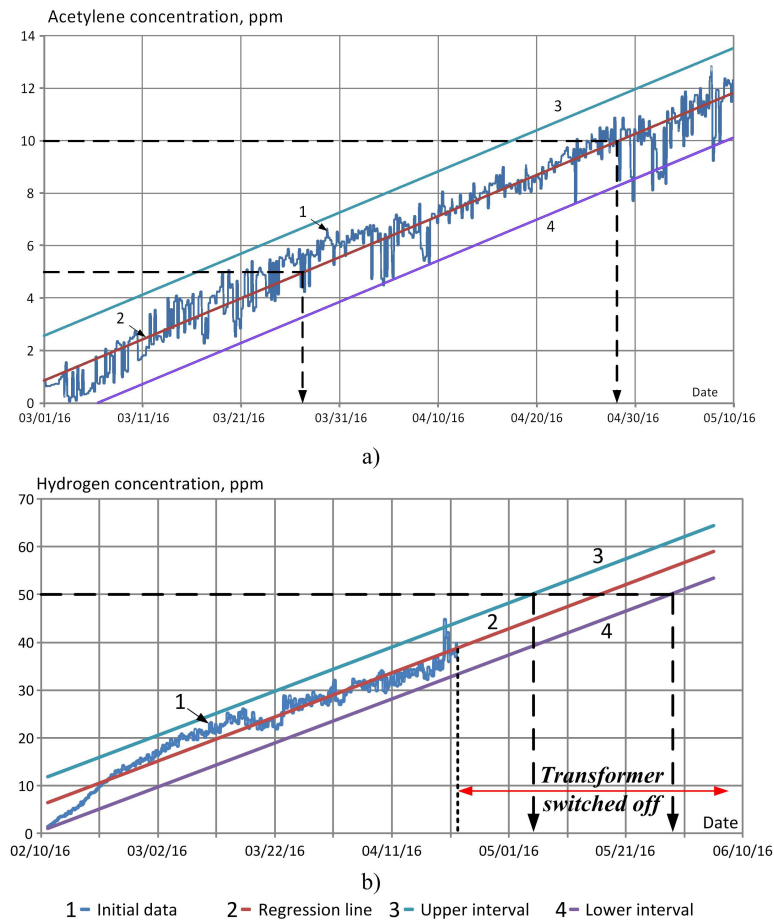 Acetylene concentration, ppm
14
12
10
8
6
4
2
0
3
1
4
2
Date
03/01/16 03/11/16 03/21/16 03/31/16 04/10/16 04/20/16 04/30/16 05/10/16
a)
Hydrogen concentration, ppm
70
60
50
40
30
20
10
0
3
2
4
1
Transformer
switched off
Date
02/10/16 03/02/16 03/22/16 04/11/16 05/01/16 05/21/16 06/10/16
b)
1 Initial data 2 Regression line 3 Upper interval 4 Lower interval